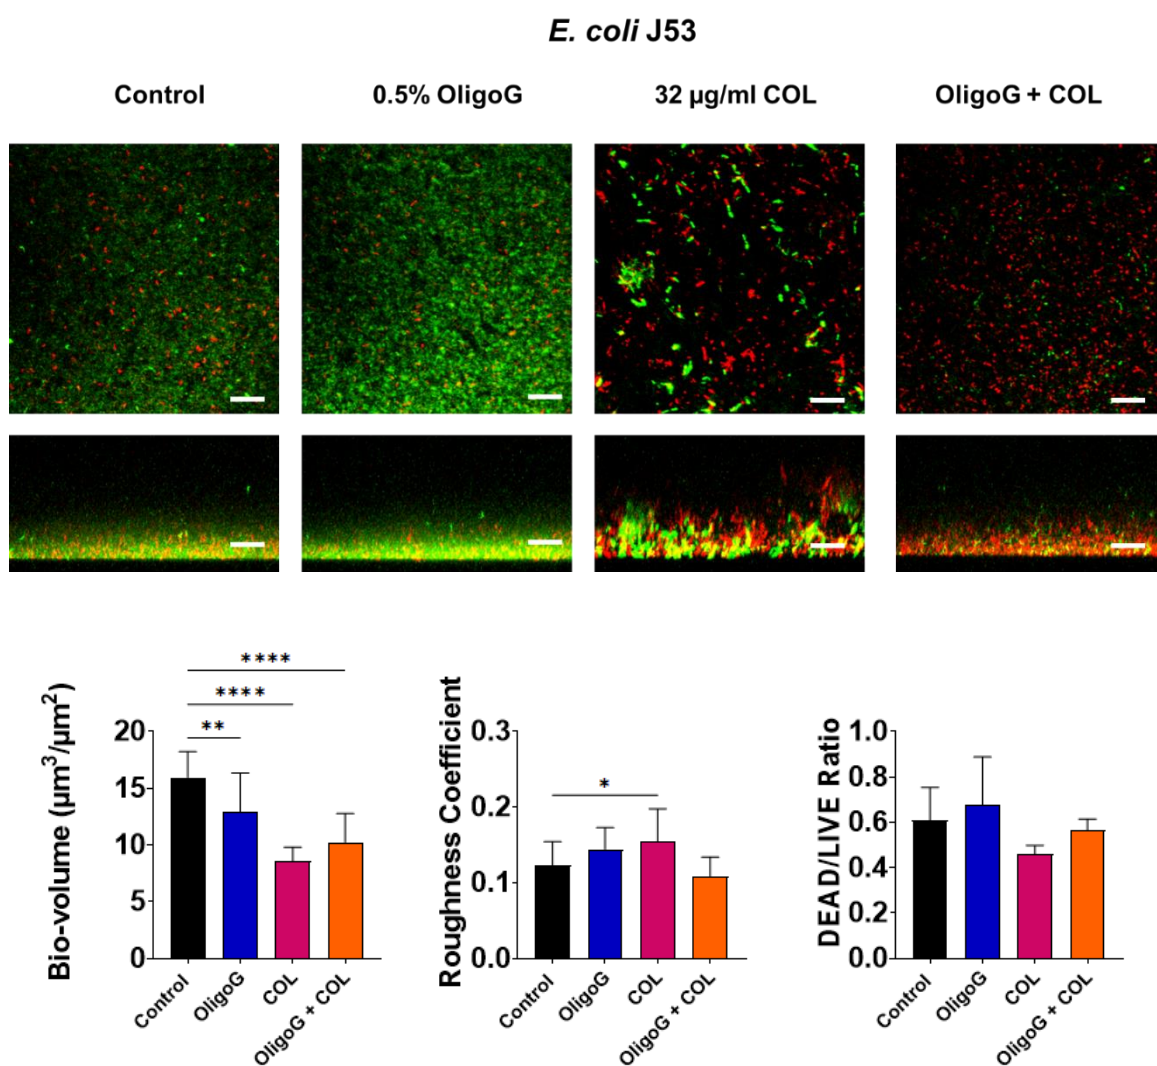 E. coli J53
Control
0.5% OligoG
32 µg/ml COL
OligoG + COL
Bio-volume (µm³/µm²)
20
15
10
5
0
****
****
**
Control
OligoG
COL
OligoG + COL
Roughness Coefficient
0.3
0.2
0.1
0.0
*
Control
OligoG
COL
OligoG + COL
DEAD/LIVE Ratio
1.0
0.8
0.6
0.4
0.2
0.0
Control
OligoG
COL
OligoG + COL